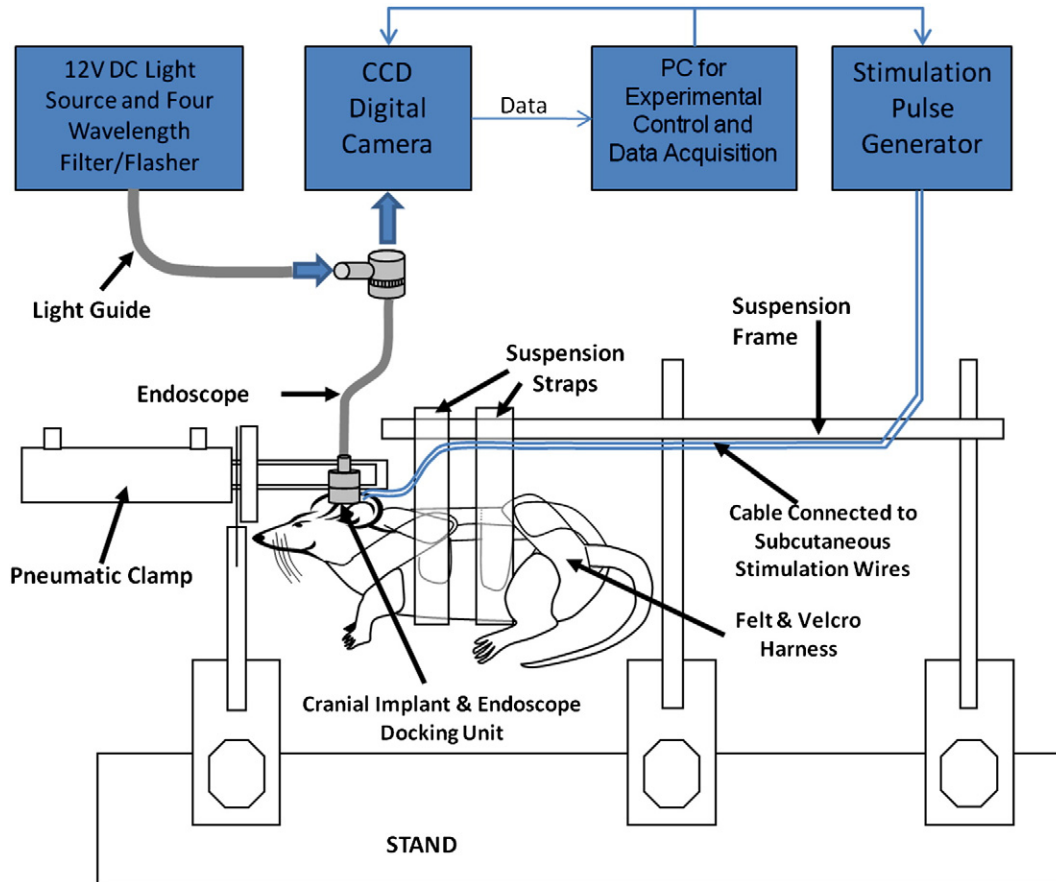 12V DC Light
Source and Four
Wavelength
Filter/Flasher
CCD
Digital
Camera
Data
PC for
Experimental
Control and
Data Acquisition
Stimulation
Pulse
Generator
Light Guide
Endoscope
Suspension
Straps
Suspension
Frame
Pneumatic Clamp
Cable Connected to
Subcutaneous
Stimulation Wires
Felt & Velcro
Harness
Cranial Implant & Endoscope
Docking Unit
STAND